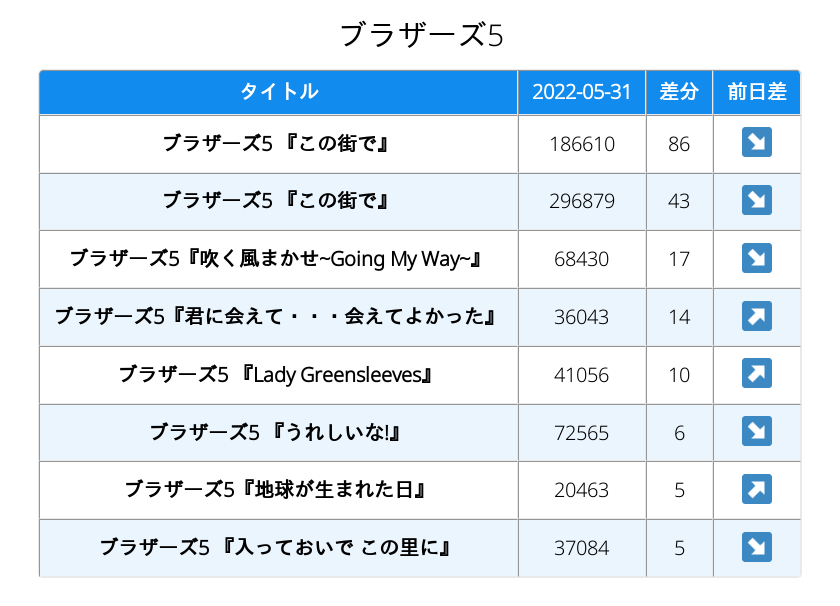 ブラザーズ5
タイトル 2022-05-31 差分 前日差
ブラザーズ5 『この街で』 186610 86 ↘
ブラザーズ5 『この街で』 296879 43 ↘
ブラザーズ5『吹く風まかせ~Going My Way~』 68430 17 ↘
ブラザーズ5『君に会えて・・・会えてよかった』 36043 14 ↗
ブラザーズ5 『Lady Greensleeves』 41056 10 ↗
ブラザーズ5 『うれしいな!』 72565 6 ↘
ブラザーズ5『地球が生まれた日』 20463 5 ↗
ブラザーズ5 『入っておいで この里に』 37084 5 ↘